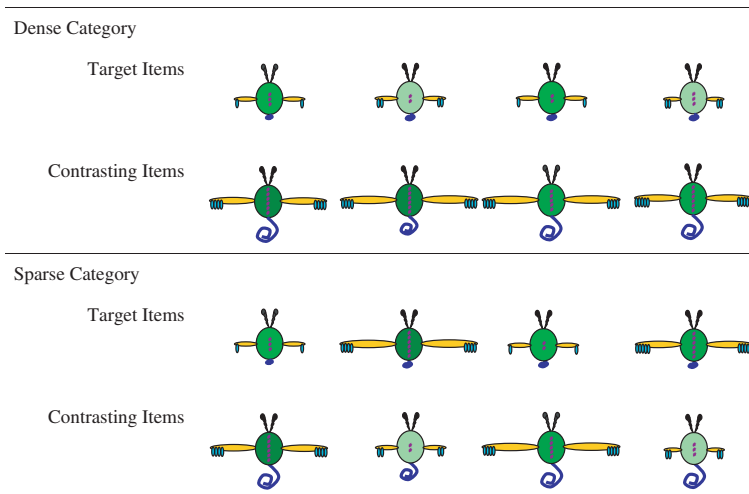 Dense Category
Target Items
Contrasting Items
Sparse Category
Target Items
Contrasting Items